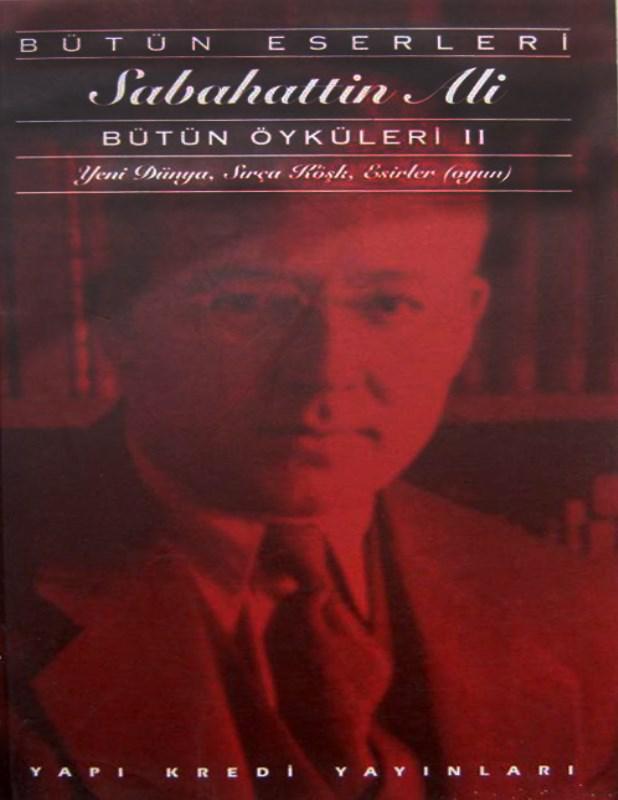 BÜTÜN ESERLERİ
Sabahattin Ali
BÜTÜN ÖYKÜLERİ II
Yeni Dünya, Sırça Köşk, Esirler (oyun)
YAPI KREDİ YAYINLARI